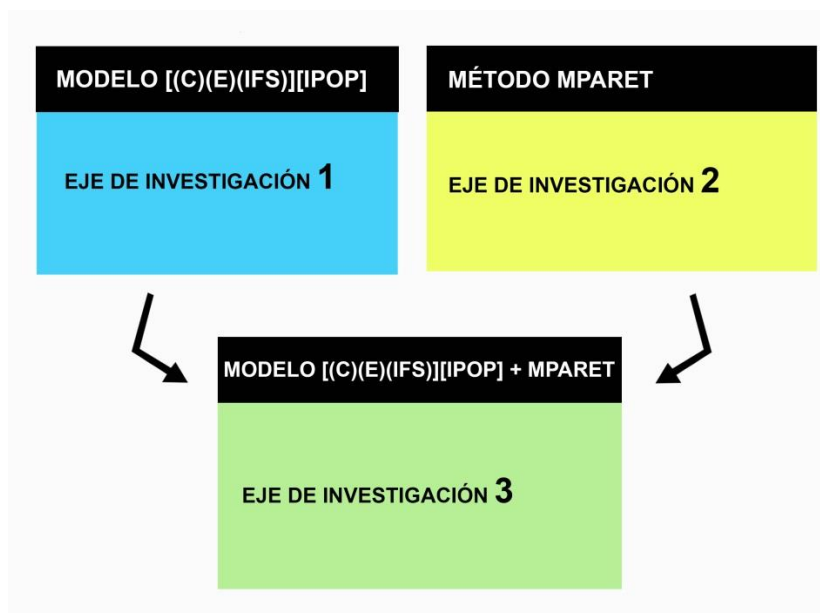 MODELO [(C)(E)(IFS)][IPOP]
EJE DE INVESTIGACIÓN 1
MÉTODO MPARET
EJE DE INVESTIGACIÓN 2
MODELO [(C)(E)(IFS)][IPOP] + MPARET
EJE DE INVESTIGACIÓN 3